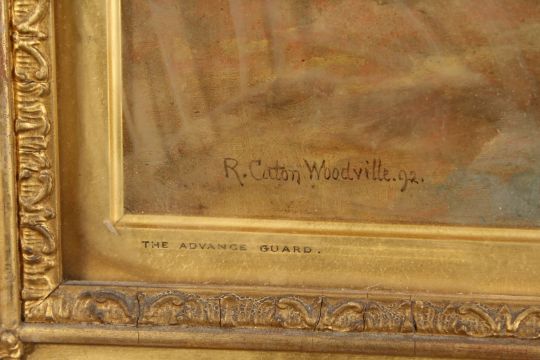 R. Caton Woodville. 92.
THE ADVANCE GUARD.